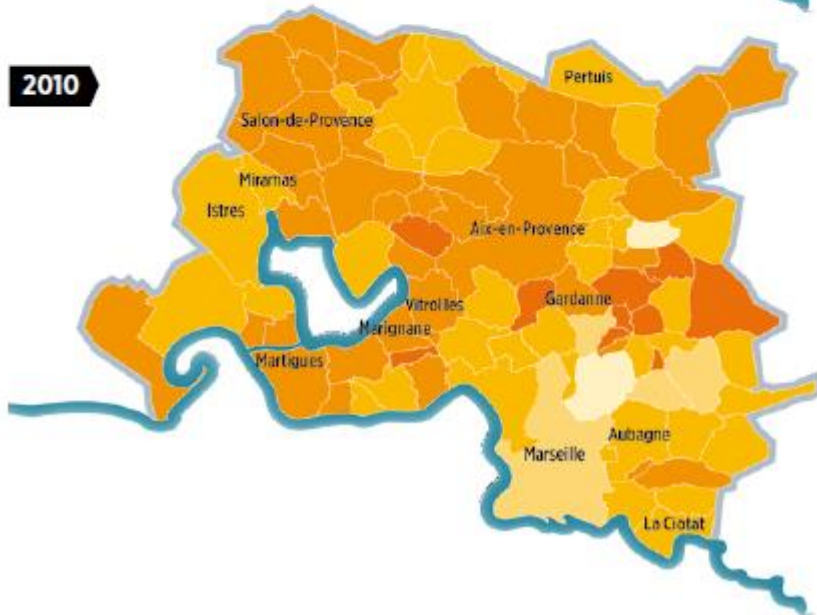 2010
Pertuis
Salon-de-Provence
Miramas
Istres
Aix-en-Provence
Vitrolles
Gardanne
Marignane
Martigues
Aubagne
Marseille
La Ciotat